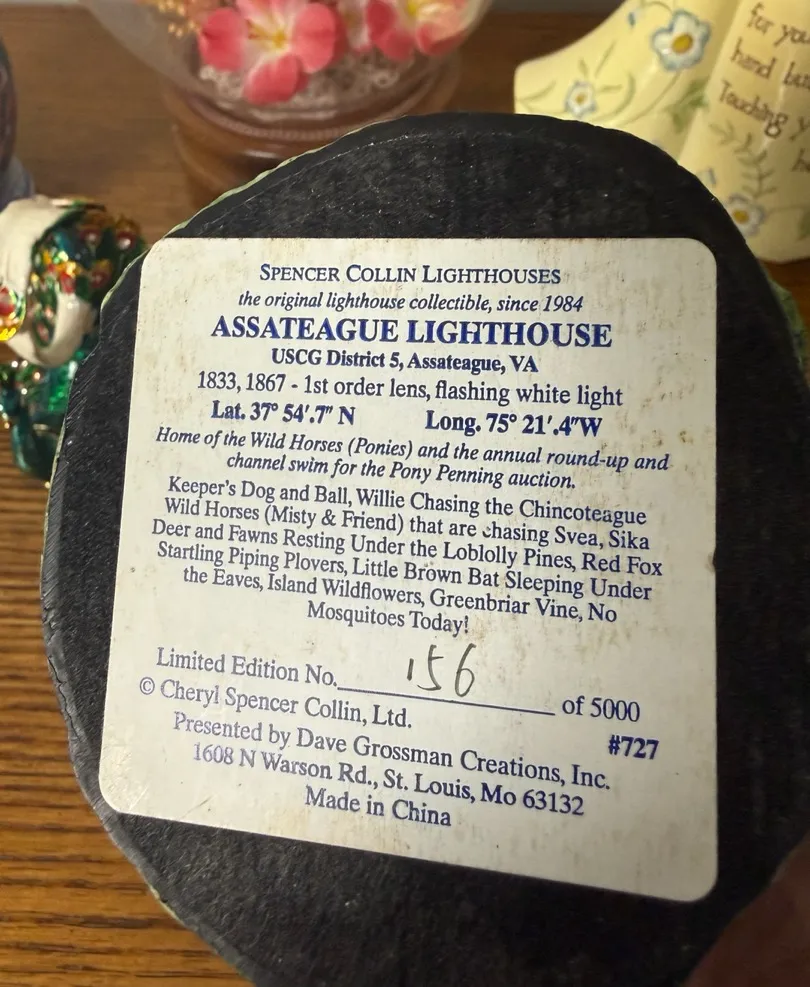 SPENCER COLLIN LIGHTHOUSES
the original lighthouse collectible, since 1984
ASSATEAGUE LIGHTHOUSE
USCG District 5, Assateague, VA
1833, 1867 - 1st order lens, flashing white light
Lat. 37° 54'.7" N Long. 75° 21'.4"W
Home of the Wild Horses (Ponies) and the annual round-up and
channel swim for the Pony Penning auction.
Keeper's Dog and Ball, Willie Chasing the Chincoteague
Wild Horses (Misty & Friend) that are chasing Svea, Sika
Deer and Fawns Resting Under the Loblolly Pines, Red Fox
Startling Piping Plovers, Little Brown Bat Sleeping Under
the Eaves, Island Wildflowers, Greenbriar Vine, No
Mosquitoes Today!
Limited Edition No. 156 of 5000
© Cheryl Spencer Collin, Ltd.
#727
Presented by Dave Grossman Creations, Inc.
1608 N Warson Rd., St. Louis, Mo 63132
Made in China
for you
hand
Touching